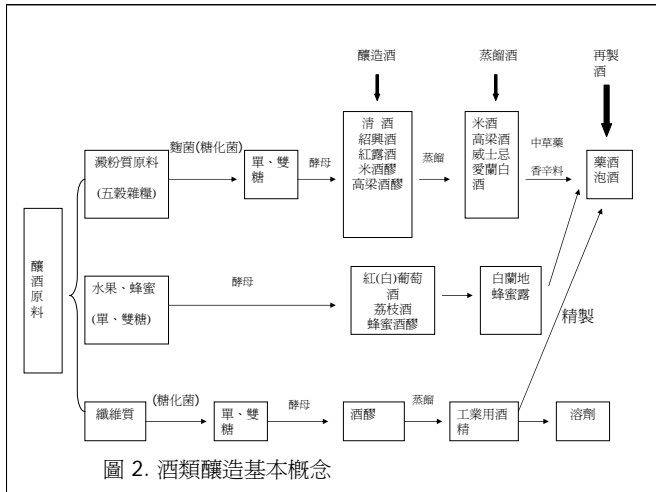 釀造酒
蒸餾酒
再製
酒
澱粉質原料
(五穀雜糧)
麴菌(糖化菌)
單、雙
糖
酵母
清 酒
紹興酒
紅露酒
米酒醪
高梁酒醪
蒸餾
米酒
高梁酒
威士忌
愛蘭白
酒
中草藥
香辛料
藥酒
泡酒
釀
酒
原
料
水果、蜂蜜
(單、雙糖)
酵母
紅(白)葡萄
酒
荔枝酒
蜂蜜酒醪
白蘭地
蜂蜜露
精製
纖維質
(糖化菌)
單、雙
糖
酵母
酒醪
蒸餾
工業用酒
精
溶劑
圖 2. 酒類釀造基本概念